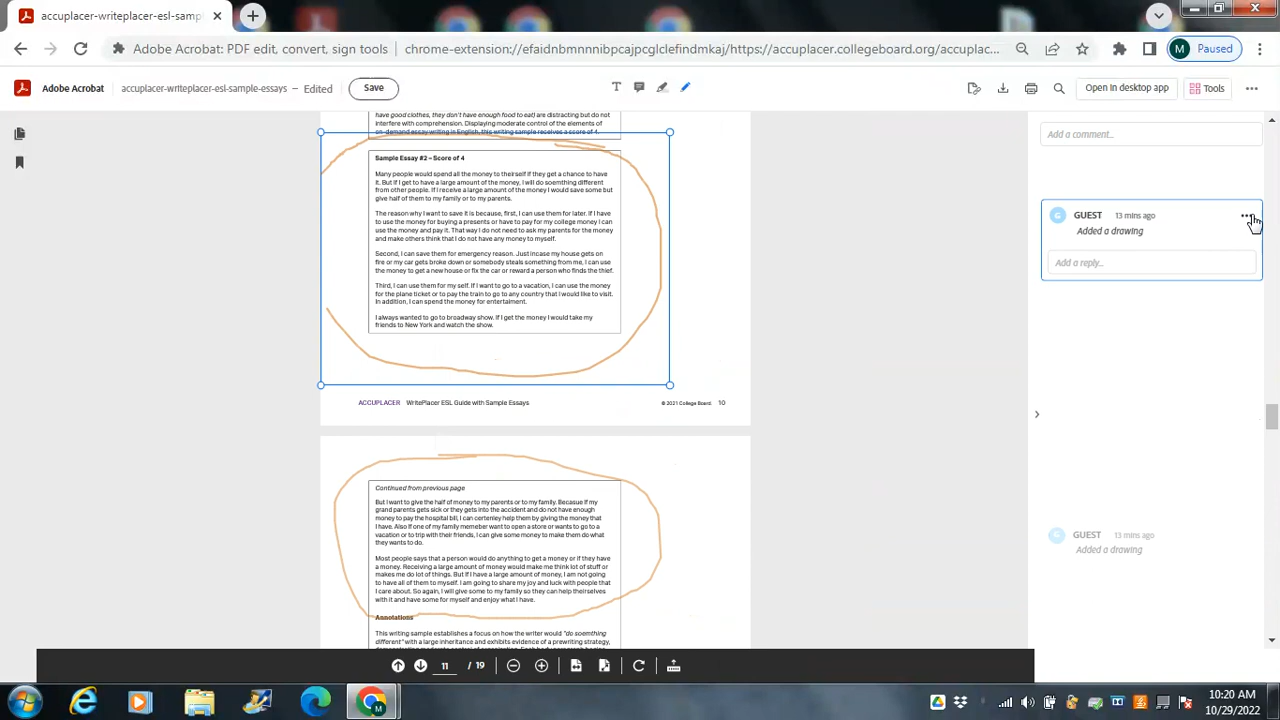 accuplacer-writeplacer-esl-samp
Adobe Acrobat: PDF edit, convert, sign tools
chrome-extension://efaidnbmnnnibpcajpcglclefindmkaj/https://accuplacer.collegeboard.org/accuplac...
M Paused
Adobe Acrobat
accuplacer-writeplacer-esl-sample-essays – Edited
Save
Open in desktop app
Tools
have good clothes, they don't have enough food to eat) are distracting but do not
interfere with comprehension. Displaying moderate control of the elements of
on-demand essay writing in English, this writing sample receives a score of 4.
Sample Essay #2 – Score of 4
Many people would spend all the money to theirself if they get a chance to have
it. But if I get to have a large amount of the money, I will do soemthing different
from other people. If I receive a large amount of the money I would save some but
give half of them to my family or to my parents.
The reason why I want to save it is because, first, I can use them for later. If I have
to use the money for buying a presents or have to pay for my college money I can
use the money and pay it. That way I do not need to ask my parents for the money
and make others think that I do not have any money to myself.
Second, I can save them for emergency reason. Just incase my house gets on
fire or my car gets broke down or somebody steals something from me, I can use
the money to get a new house or fix the car or reward a person who finds the thief.
Third, I can use them for my self. If I want to go to a vacation, I can use the money
for the plane ticket or to pay the train to go to any country that I would like to visit.
In addition, I can spend the money for entertaiment.
I always wanted to go to broadway show. If I get the money I would take my
friends to New York and watch the show.
ACCUPLACER WritePlacer ESL Guide with Sample Essays
© 2021 College Board. 10
Continued from previous page
But I want to give the half of money to my parents or to my family. Becasue if my
grand parents gets sick or they gets into the accident and do not have enough
money to pay the hospital bill, I can certenley help them by giving the money that
I have. Also if one of my family memeber want to open a store or wants to go to a
vacation or to trip with their friends, I can give some money to make them do what
they wants to do.
Most people says that a person would do anything to get a money or if they have
a money. Receiving a large amount of money would make me think lot of stuff or
makes me do lot of things. But if I have a large amount of money, I am not going
to have all of them to myself. I am going to share my joy and luck with people that
I care about. So again, I will give some to my family so they can help theirselves
with it and have some for myself and enjoy what I have.
Annotations
This writing sample establishes a focus on how the writer would "do soemthing
different" with a large inheritance and exhibits evidence of a prewriting strategy,
Add a comment...
G GUEST 13 mins ago
Added a drawing
Add a reply...
G GUEST 13 mins ago
Added a drawing
11 / 19
10:20 AM
10/29/2022